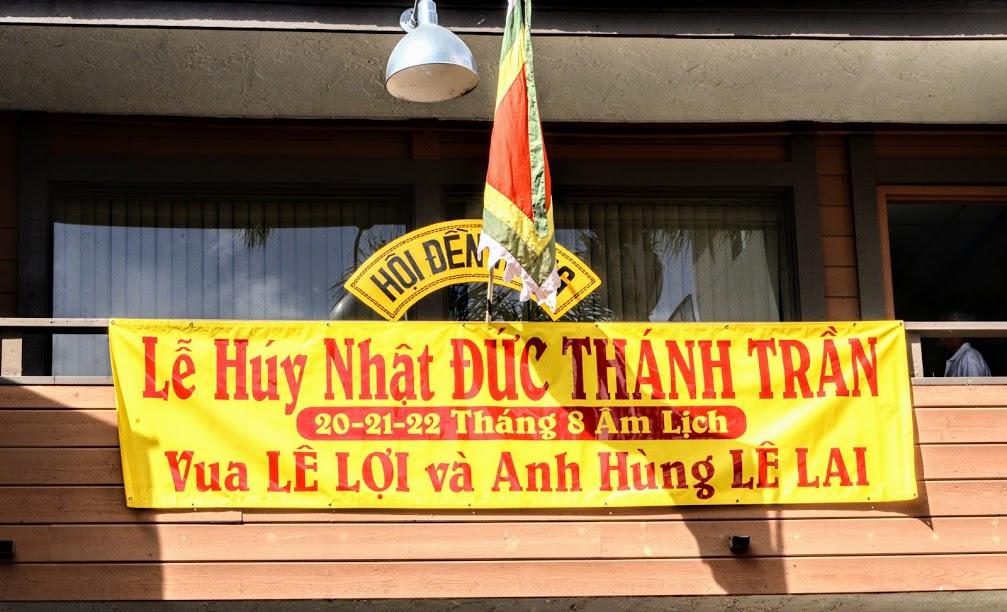 HỘI ĐỀN
Lễ Húy Nhật ĐỨC THÁNH TRẦN
20-21-22 Tháng 8 Âm Lịch
Vua LÊ LỢI và Anh Hùng LÊ LAI